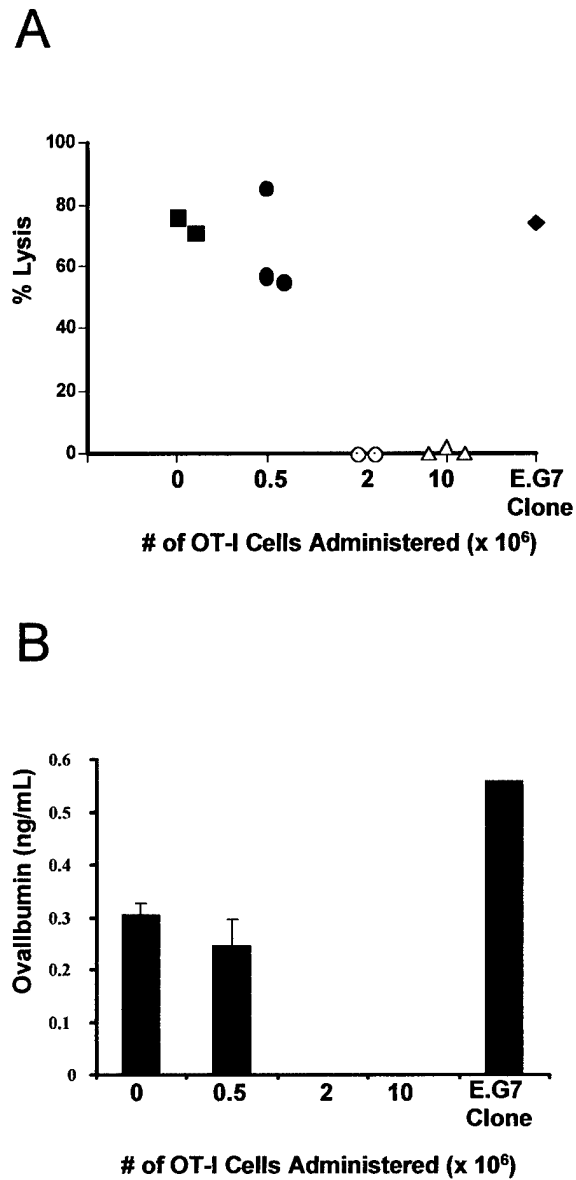 A
100
80
60
40
20
0
% Lysis
0 0.5 2 10 E.G7
Clone
# of OT-I Cells Administered (x 10⁶)
B
0.6
0.5
0.4
0.3
0.2
0.1
0
Ovallbumin (ng/mL)
0 0.5 2 10 E.G7
Clone
# of OT-I Cells Administered (x 10⁶)